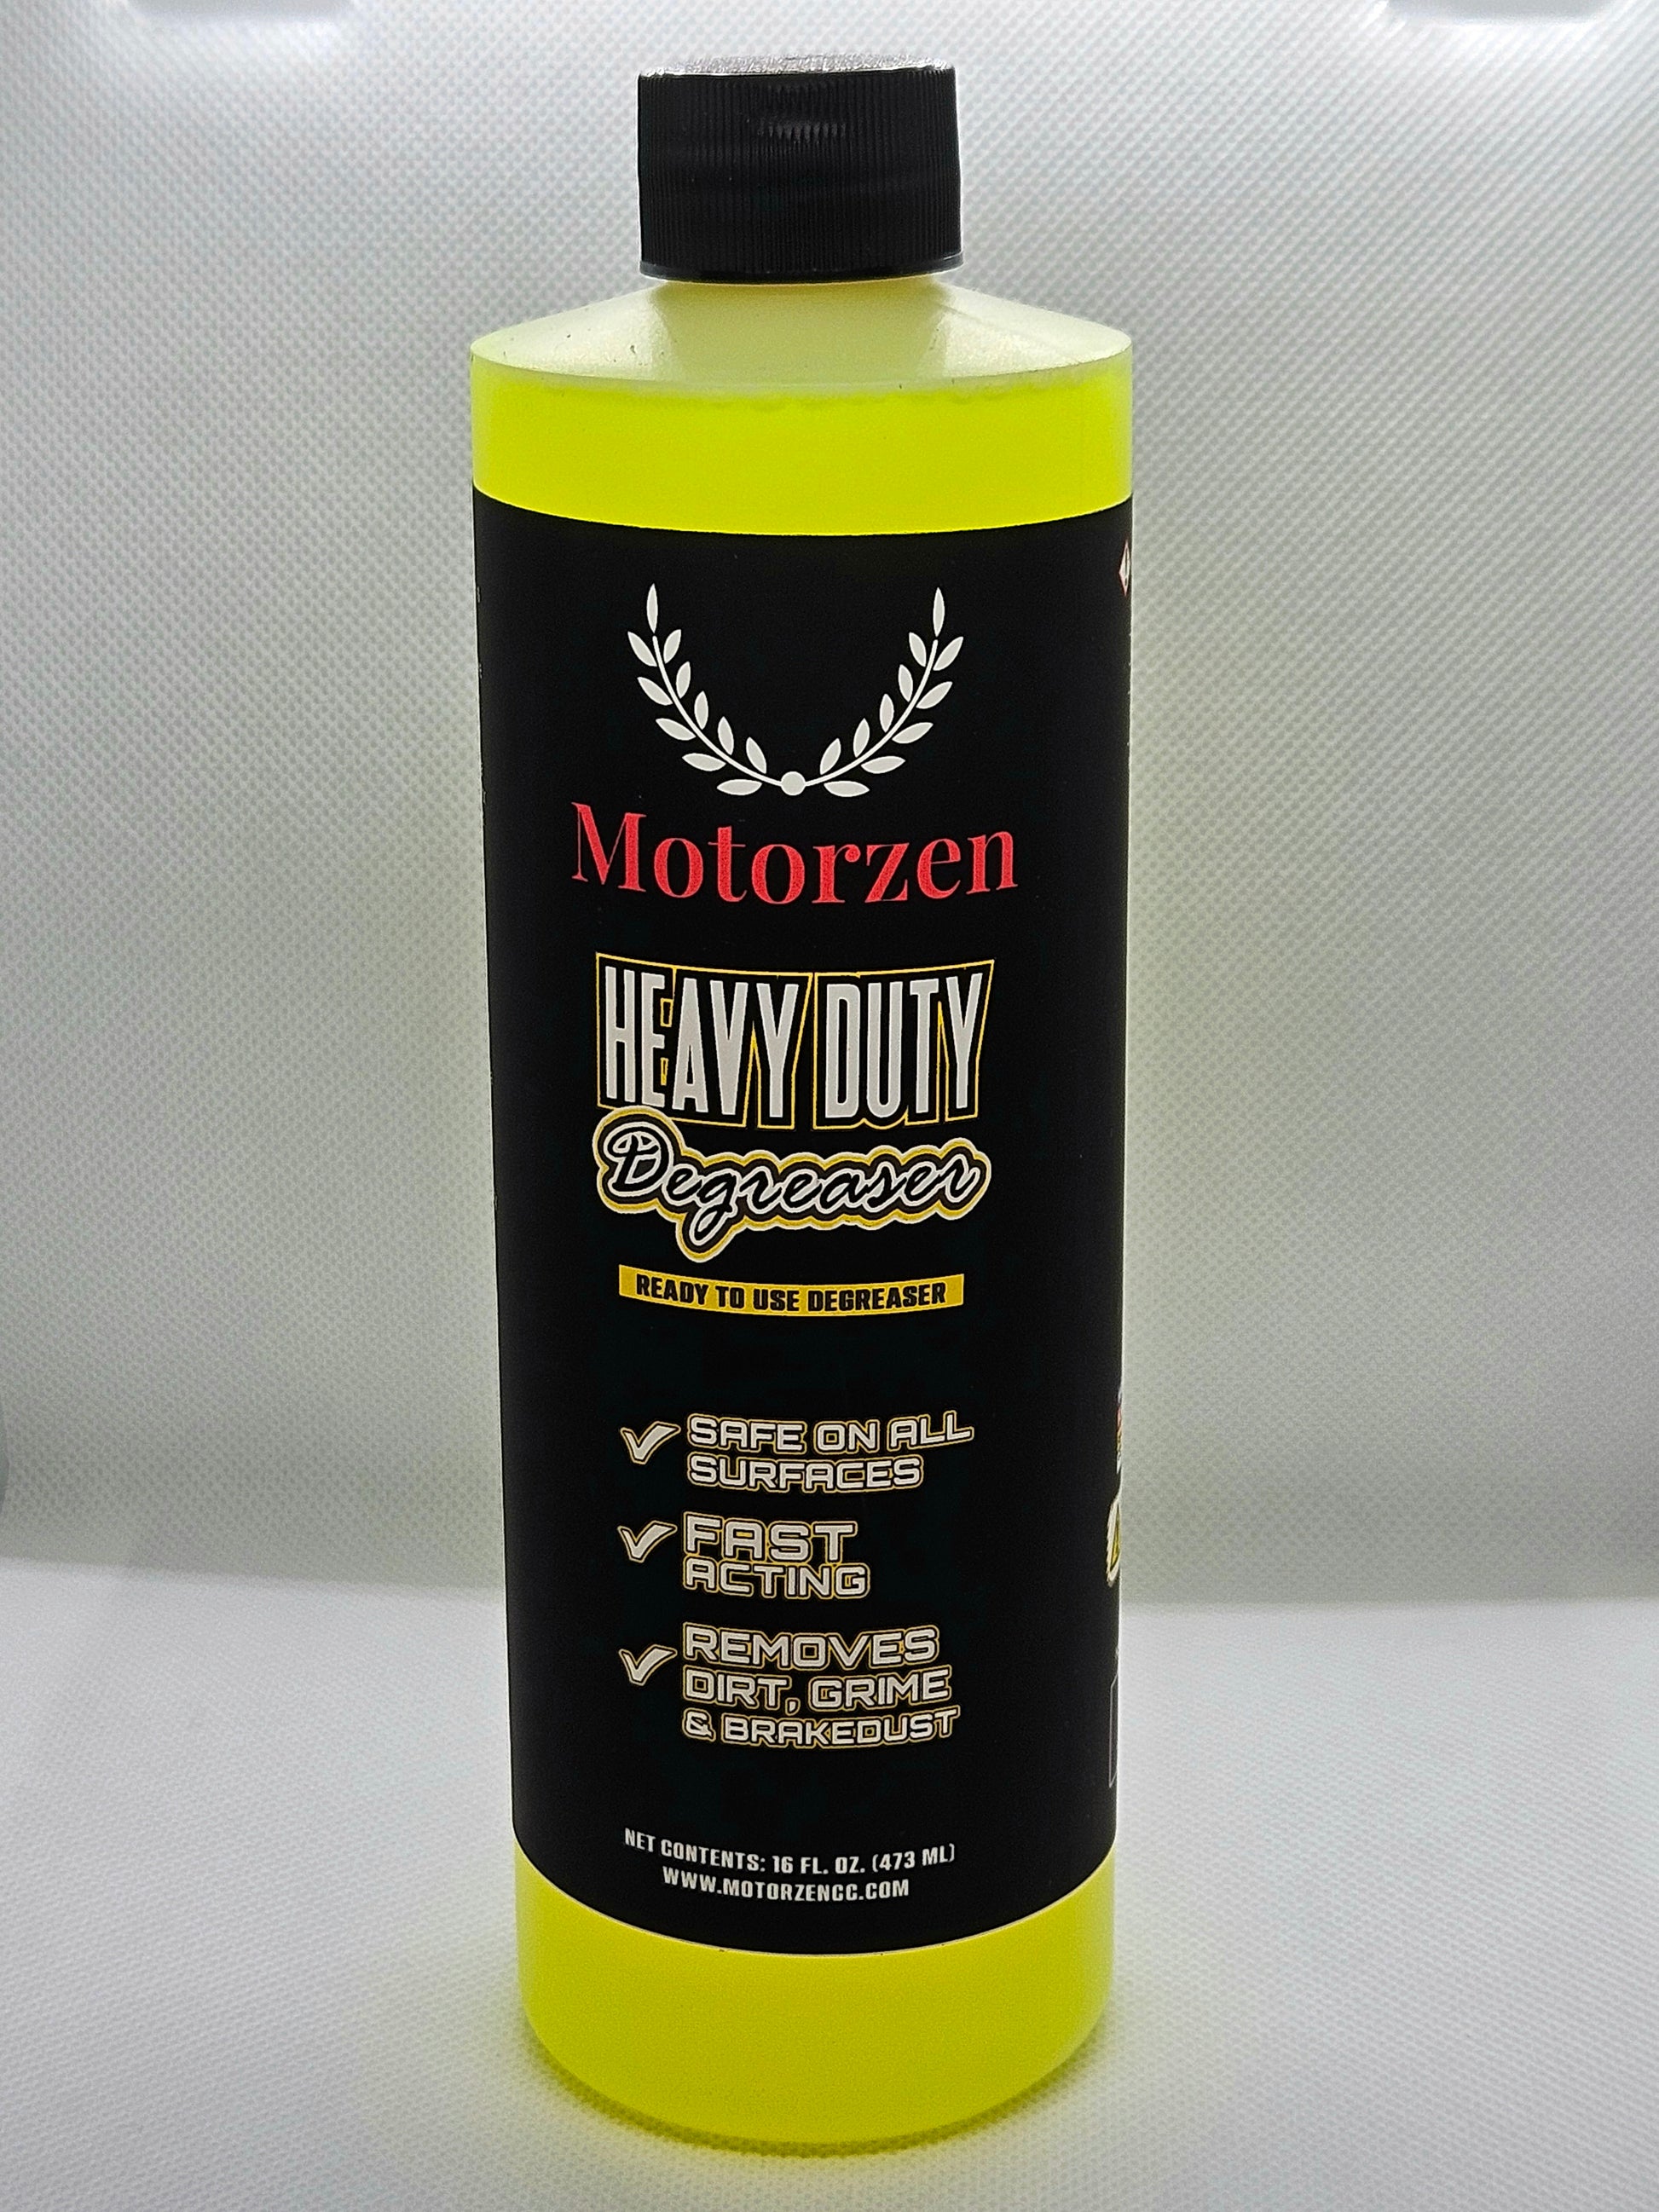 Motorzen
HEAVY DUTY
Degreaser
READY TO USE DEGREASER
SAFE ON ALL
SURFACES
FAST
ACTING
REMOVES
DIRT, GRIME
& BRAKEDUST
NET CONTENTS: 16 FL. OZ. (473 ML)
WWW.MOTORZENCC.COM